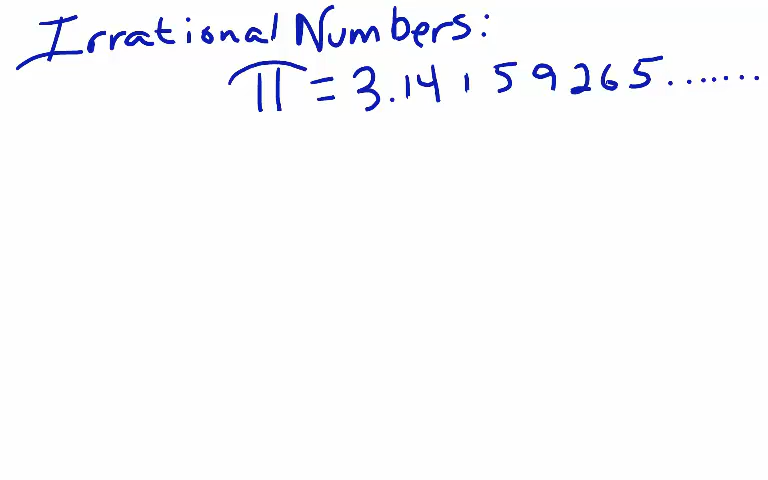 Irrational Numbers:
π = 3.14159265.......